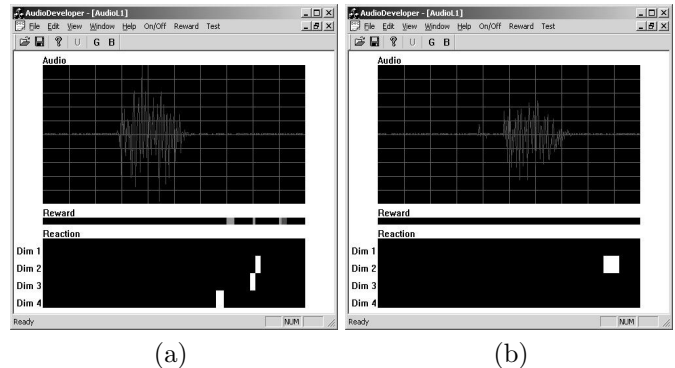 AudioDeveloper - [AudioL1]
File Edit View Window Help On/Off Reward Test
U G B
Audio
Reward
Reaction
Dim 1
Dim 2
Dim 3
Dim 4
Ready NUM
(a)
AudioDeveloper - [AudioL1]
File Edit View Window Help On/Off Reward Test
U G B
Audio
Reward
Reaction
Dim 1
Dim 2
Dim 3
Dim 4
Ready NUM
(b)